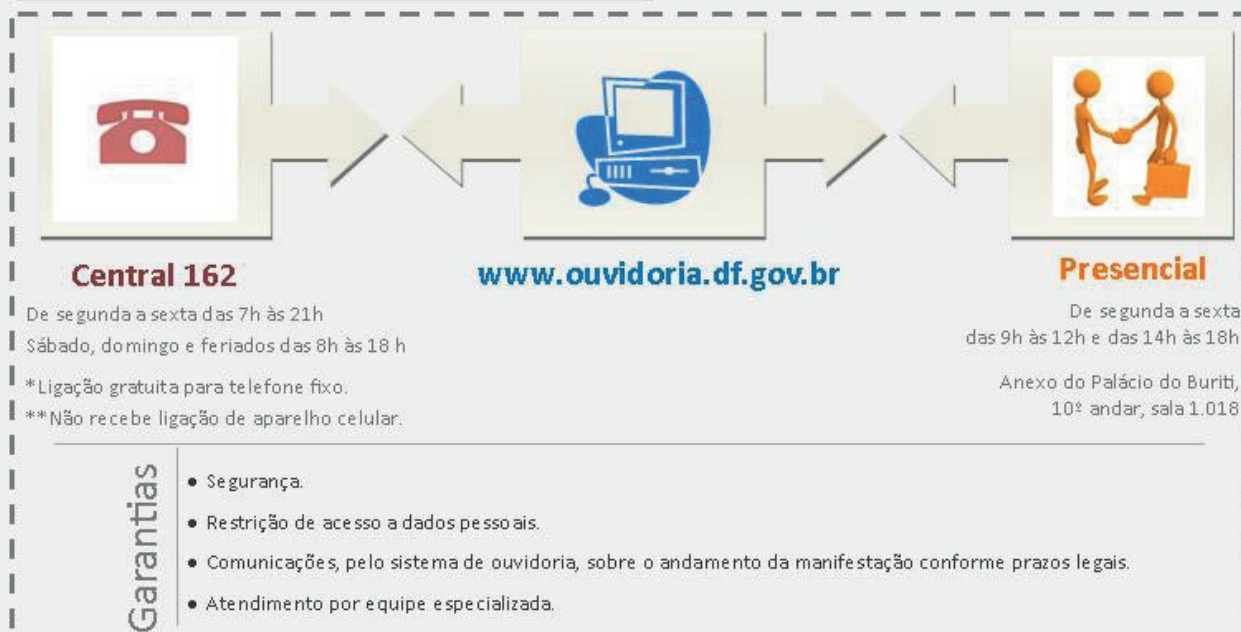 Central 162
De segunda a sexta das 7h às 21h
Sábado, domingo e feriados das 8h às 18 h
*Ligação gratuita para telefone fixo.
**Não recebe ligação de aparelho celular.
www.ouvidoria.df.gov.br
Presencial
De segunda a sexta
das 9h às 12h e das 14h às 18h
Anexo do Palácio do Buriti,
10º andar, sala 1.018
Garantias
● Segurança.
● Restrição de acesso a dados pessoais.
● Comunicações, pelo sistema de ouvidoria, sobre o andamento da manifestação conforme prazos legais.
● Atendimento por equipe especializada.